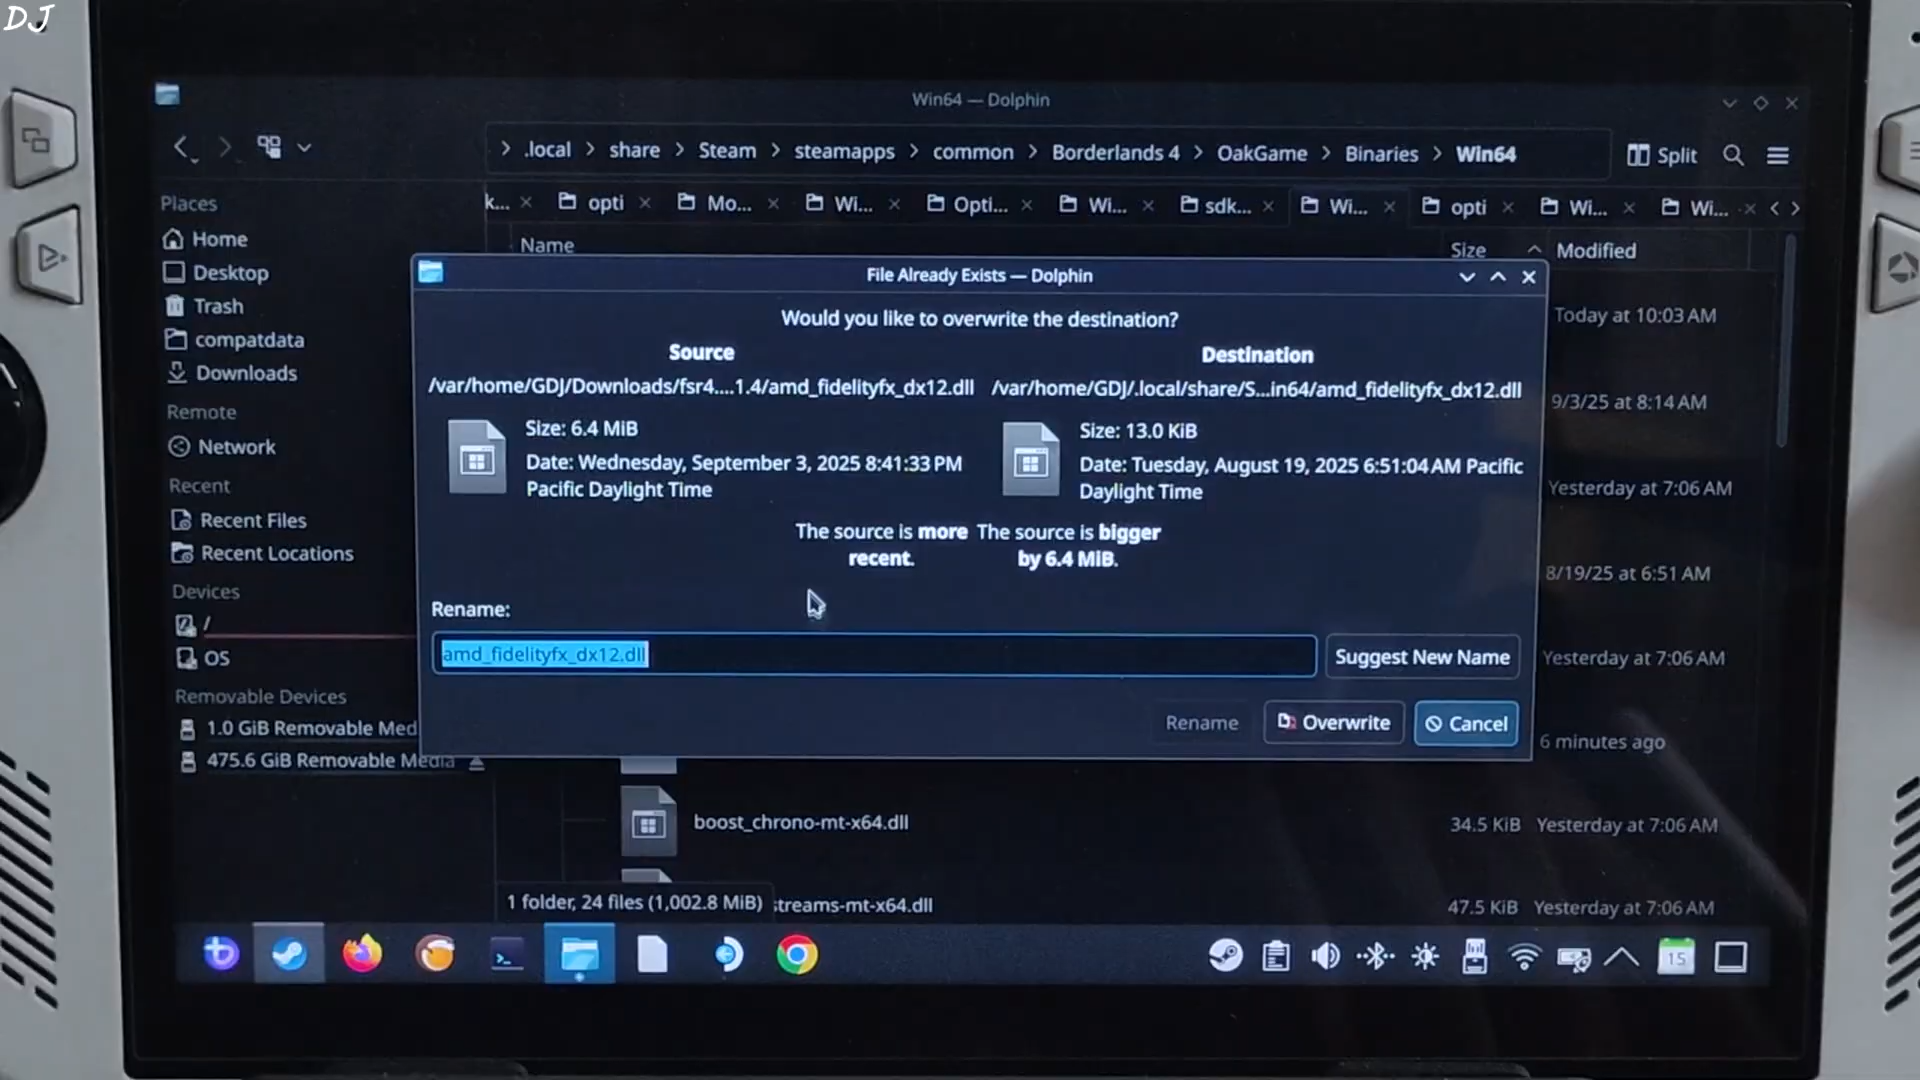 DJ
Win64 — Dolphin
.local > share > Steam > steamapps > common > Borderlands 4 > OakGame > Binaries > Win64
Split
k...
opti
Mo...
Wi...
Opti...
Wi...
sdk...
Wi...
opti
Wi...
Wi...
Places
Home
Desktop
Trash
compatdata
Downloads
Remote
Network
Recent
Recent Files
Recent Locations
Devices
/
OS
Removable Devices
1.0 GiB Removable Med
475.6 GiB Removable Media
Name
Size
Modified
File Already Exists — Dolphin
Would you like to overwrite the destination?
Source
/var/home/GDJ/Downloads/fsr4....1.4/amd_fidelityfx_dx12.dll
Size: 6.4 MiB
Date: Wednesday, September 3, 2025 8:41:33 PM
Pacific Daylight Time
Destination
/var/home/GDJ/.local/share/S...in64/amd_fidelityfx_dx12.dll
Size: 13.0 KiB
Date: Tuesday, August 19, 2025 6:51:04 AM Pacific
Daylight Time
The source is more
recent.
The source is bigger
by 6.4 MiB.
Rename:
amd_fidelityfx_dx12.dll
Suggest New Name
Rename
Overwrite
Cancel
Today at 10:03 AM
9/3/25 at 8:14 AM
Yesterday at 7:06 AM
8/19/25 at 6:51 AM
Yesterday at 7:06 AM
6 minutes ago
boost_chrono-mt-x64.dll
34.5 KiB
Yesterday at 7:06 AM
1 folder, 24 files (1,002.8 MiB)
streams-mt-x64.dll
47.5 KiB
Yesterday at 7:06 AM
15